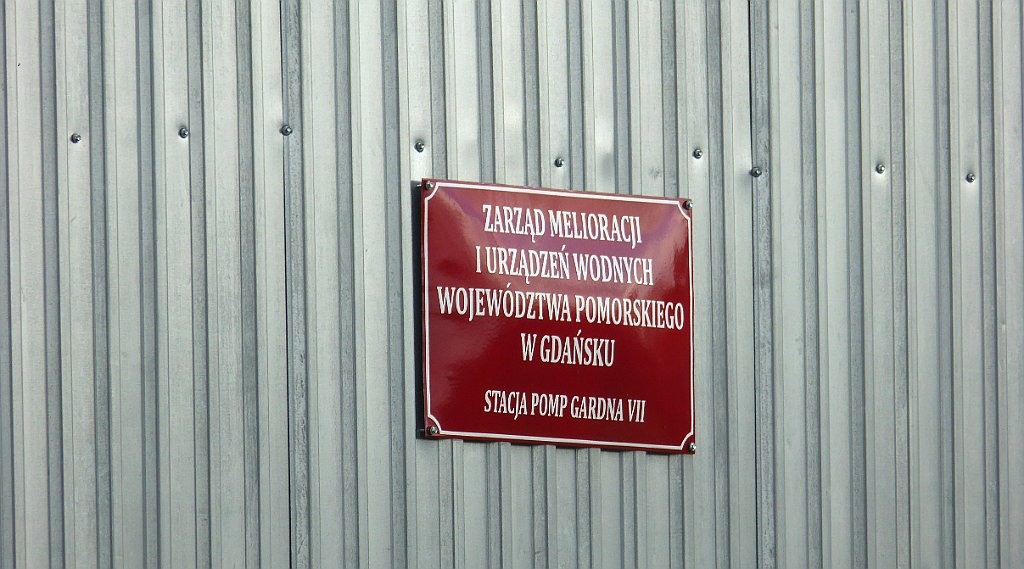 ZARZĄD MELIORACJI
I URZĄDZEŃ WODNYCH
WOJEWÓDZTWA POMORSKIEGO
W GDAŃSKU
STACJA POMP GARDNA VII